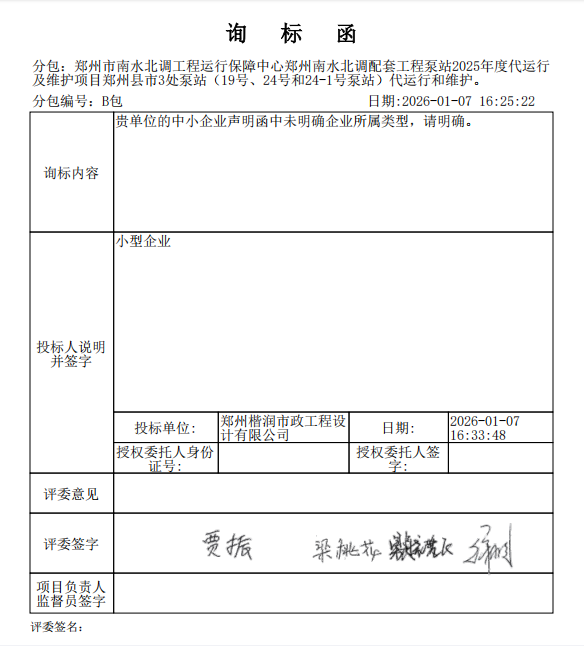 询 标 函
分包：郑州市南水北调工程运行保障中心郑州南水北调配套工程泵站2025年度代运行
及维护项目郑州县市3处泵站（19号、24号和24-1号泵站）代运行和维护。
分包编号：B包
日期:2026-01-07 16:25:22
询标内容
贵单位的中小企业声明函中未明确企业所属类型，请明确。
投标人说明
并签字
小型企业
投标单位:
郑州楷润市政工程设
计有限公司
日期:
2026-01-07
16:33:48
授权委托人身份
证号:
授权委托人签
字:
评委意见
评委签字
贾振
梁桃花
项目负责人
监督员签字
评委签名: